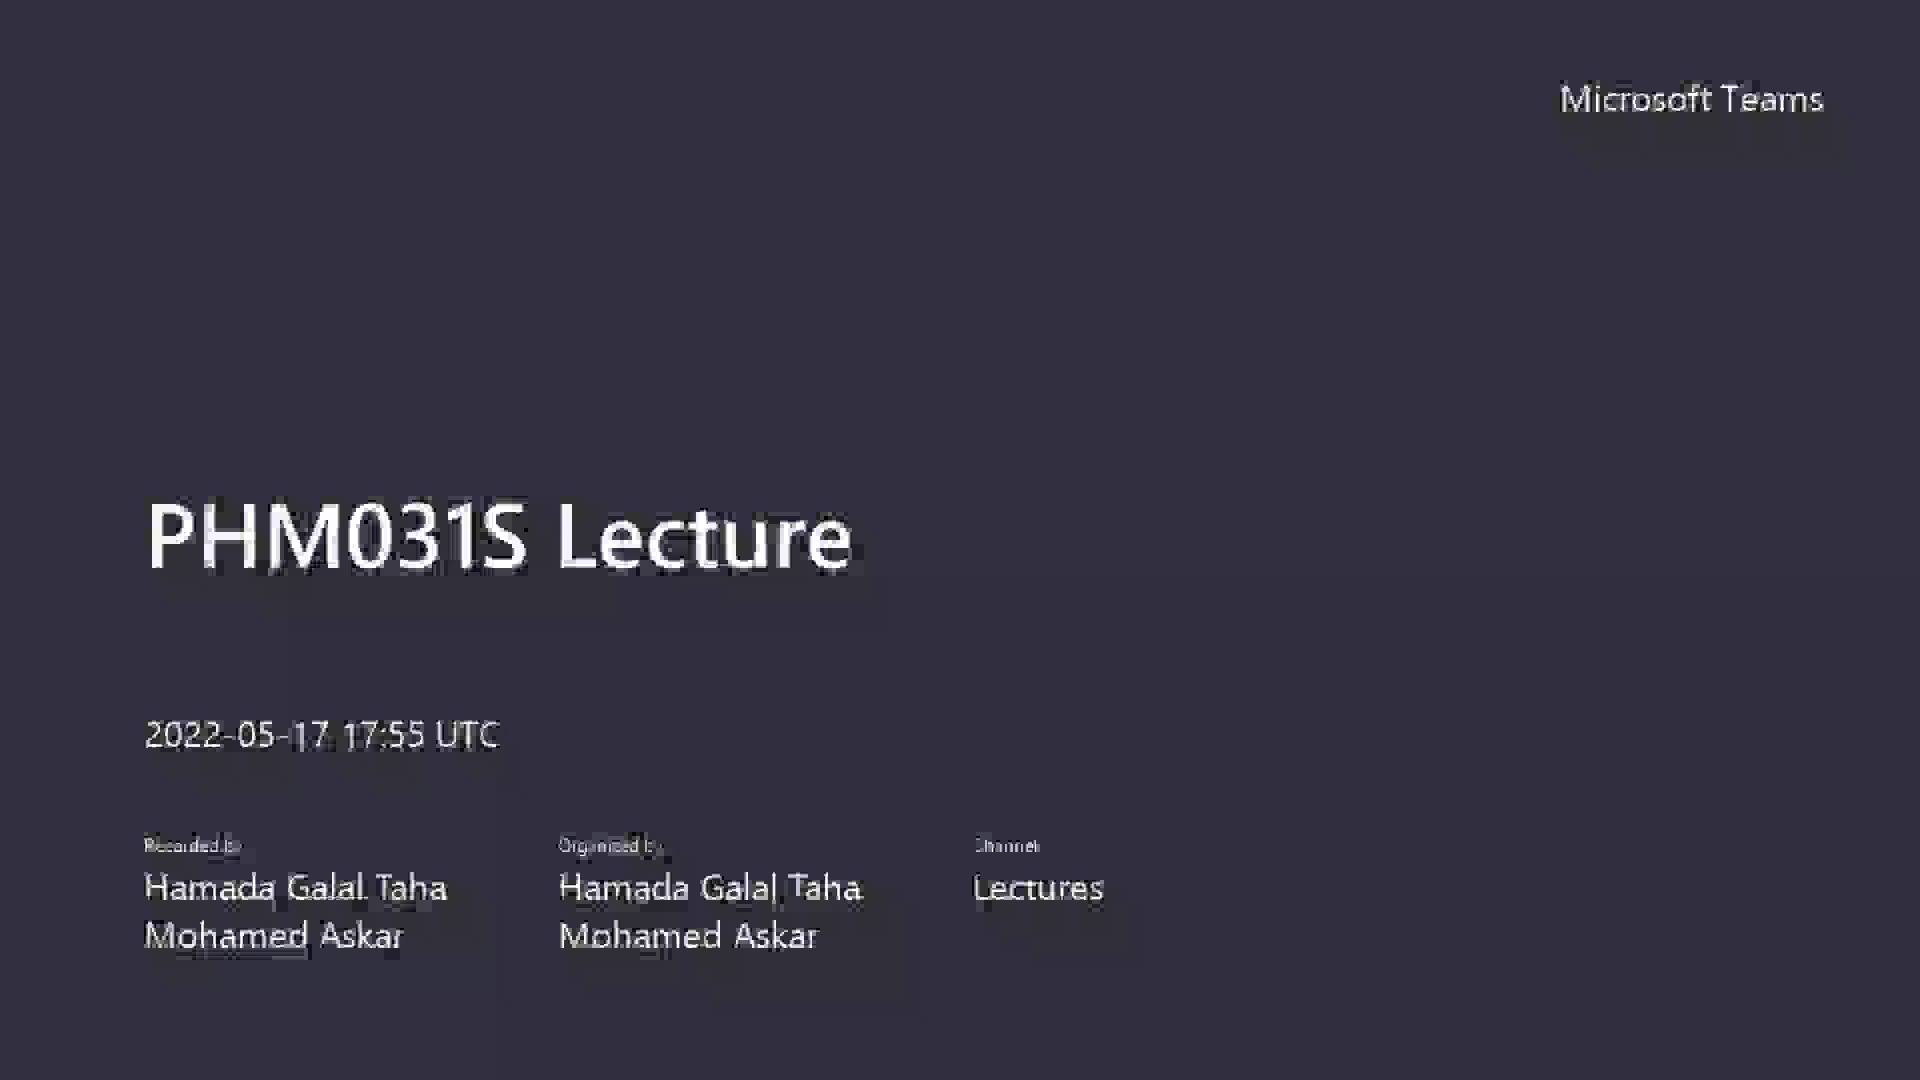 Microsoft Teams
PHM031S Lecture
2022-05-17 17:55 UTC
Recorded by
Organized by
Channel
Hamada Galal Taha
Mohamed Askar
Hamada Galal Taha
Mohamed Askar
Lectures